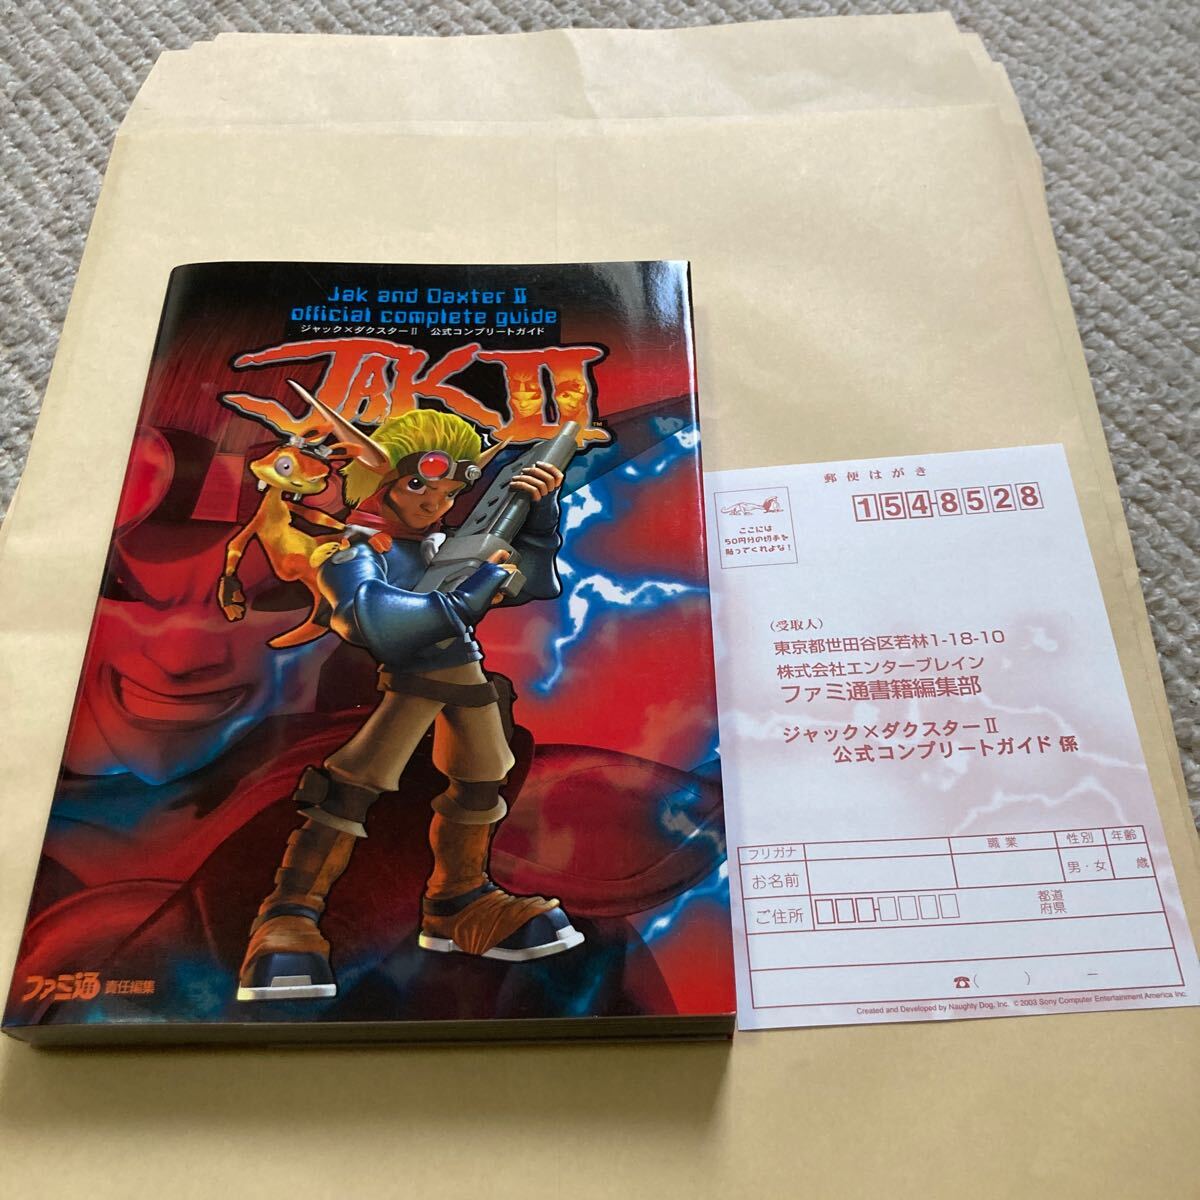 Jak and Daxter II
official complete guide
ジャック×ダクスターII 公式コンプリートガイド
JAK II
™
ファミ通 責任編集
郵便はがき
1548528
ここには
50円分の切手を
貼ってくれよな!
(受取人)
東京都世田谷区若林1-18-10
株式会社エンターブレイン
ファミ通書籍編集部
ジャック×ダクスターII
公式コンプリートガイド 係
フリガナ
職業
性別
年齢
お名前
男・女
歳
ご住所
都道
府県
☎( ) −
Created and Developed by Naughty Dog, Inc. ©2003 Sony Computer Entertainment America Inc.